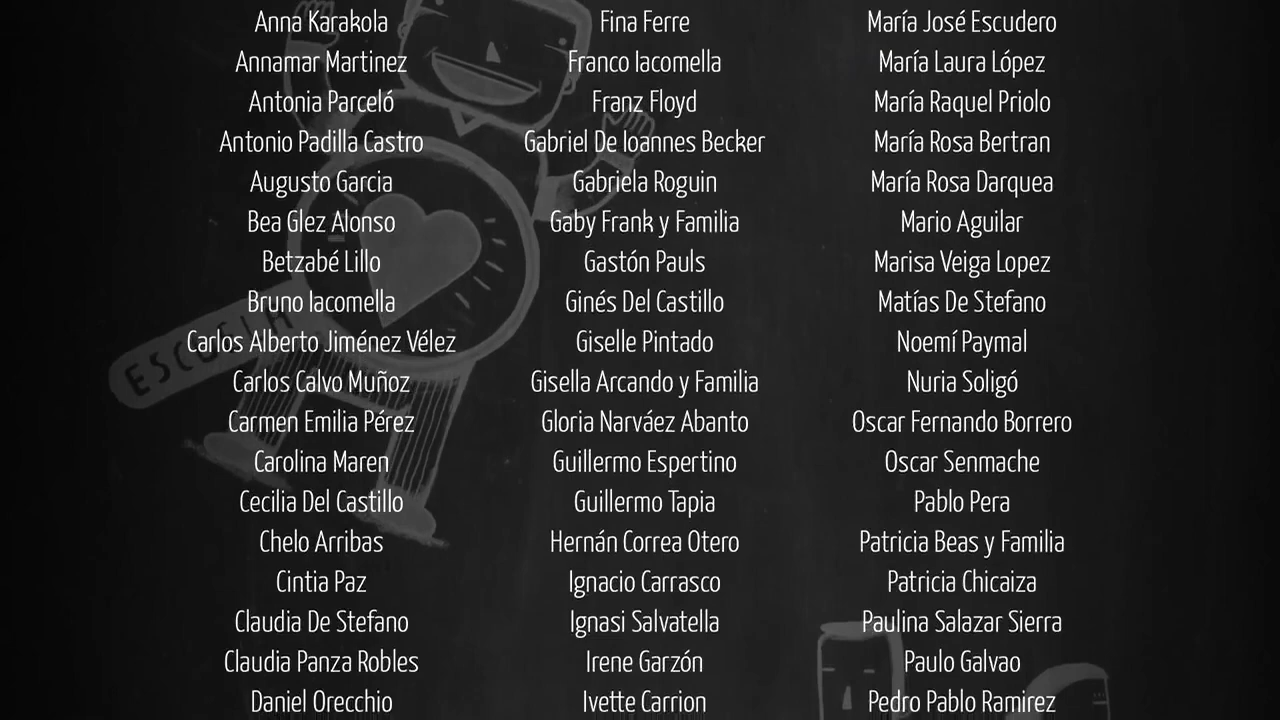 Anna Karakola
Annamar Martinez
Antonia Parceló
Antonio Padilla Castro
Augusto Garcia
Bea Glez Alonso
Betzabé Lillo
Bruno Iacomella
Carlos Alberto Jiménez Vélez
Carlos Calvo Muñoz
Carmen Emilia Pérez
Carolina Maren
Cecilia Del Castillo
Chelo Arribas
Cintia Paz
Claudia De Stefano
Claudia Panza Robles
Daniel Orecchio
Fina Ferre
Franco Iacomella
Franz Floyd
Gabriel De Ioannes Becker
Gabriela Roguin
Gaby Frank y Familia
Gastón Pauls
Ginés Del Castillo
Giselle Pintado
Gisella Arcando y Familia
Gloria Narváez Abanto
Guillermo Espertino
Guillermo Tapia
Hernán Correa Otero
Ignacio Carrasco
Ignasi Salvatella
Irene Garzón
Ivette Carrion
María José Escudero
María Laura López
María Raquel Priolo
María Rosa Bertran
María Rosa Darquea
Mario Aguilar
Marisa Veiga Lopez
Matías De Stefano
Noemí Paymal
Nuria Soligó
Oscar Fernando Borrero
Oscar Senmache
Pablo Pera
Patricia Beas y Familia
Patricia Chicaiza
Paulina Salazar Sierra
Paulo Galvao
Pedro Pablo Ramirez